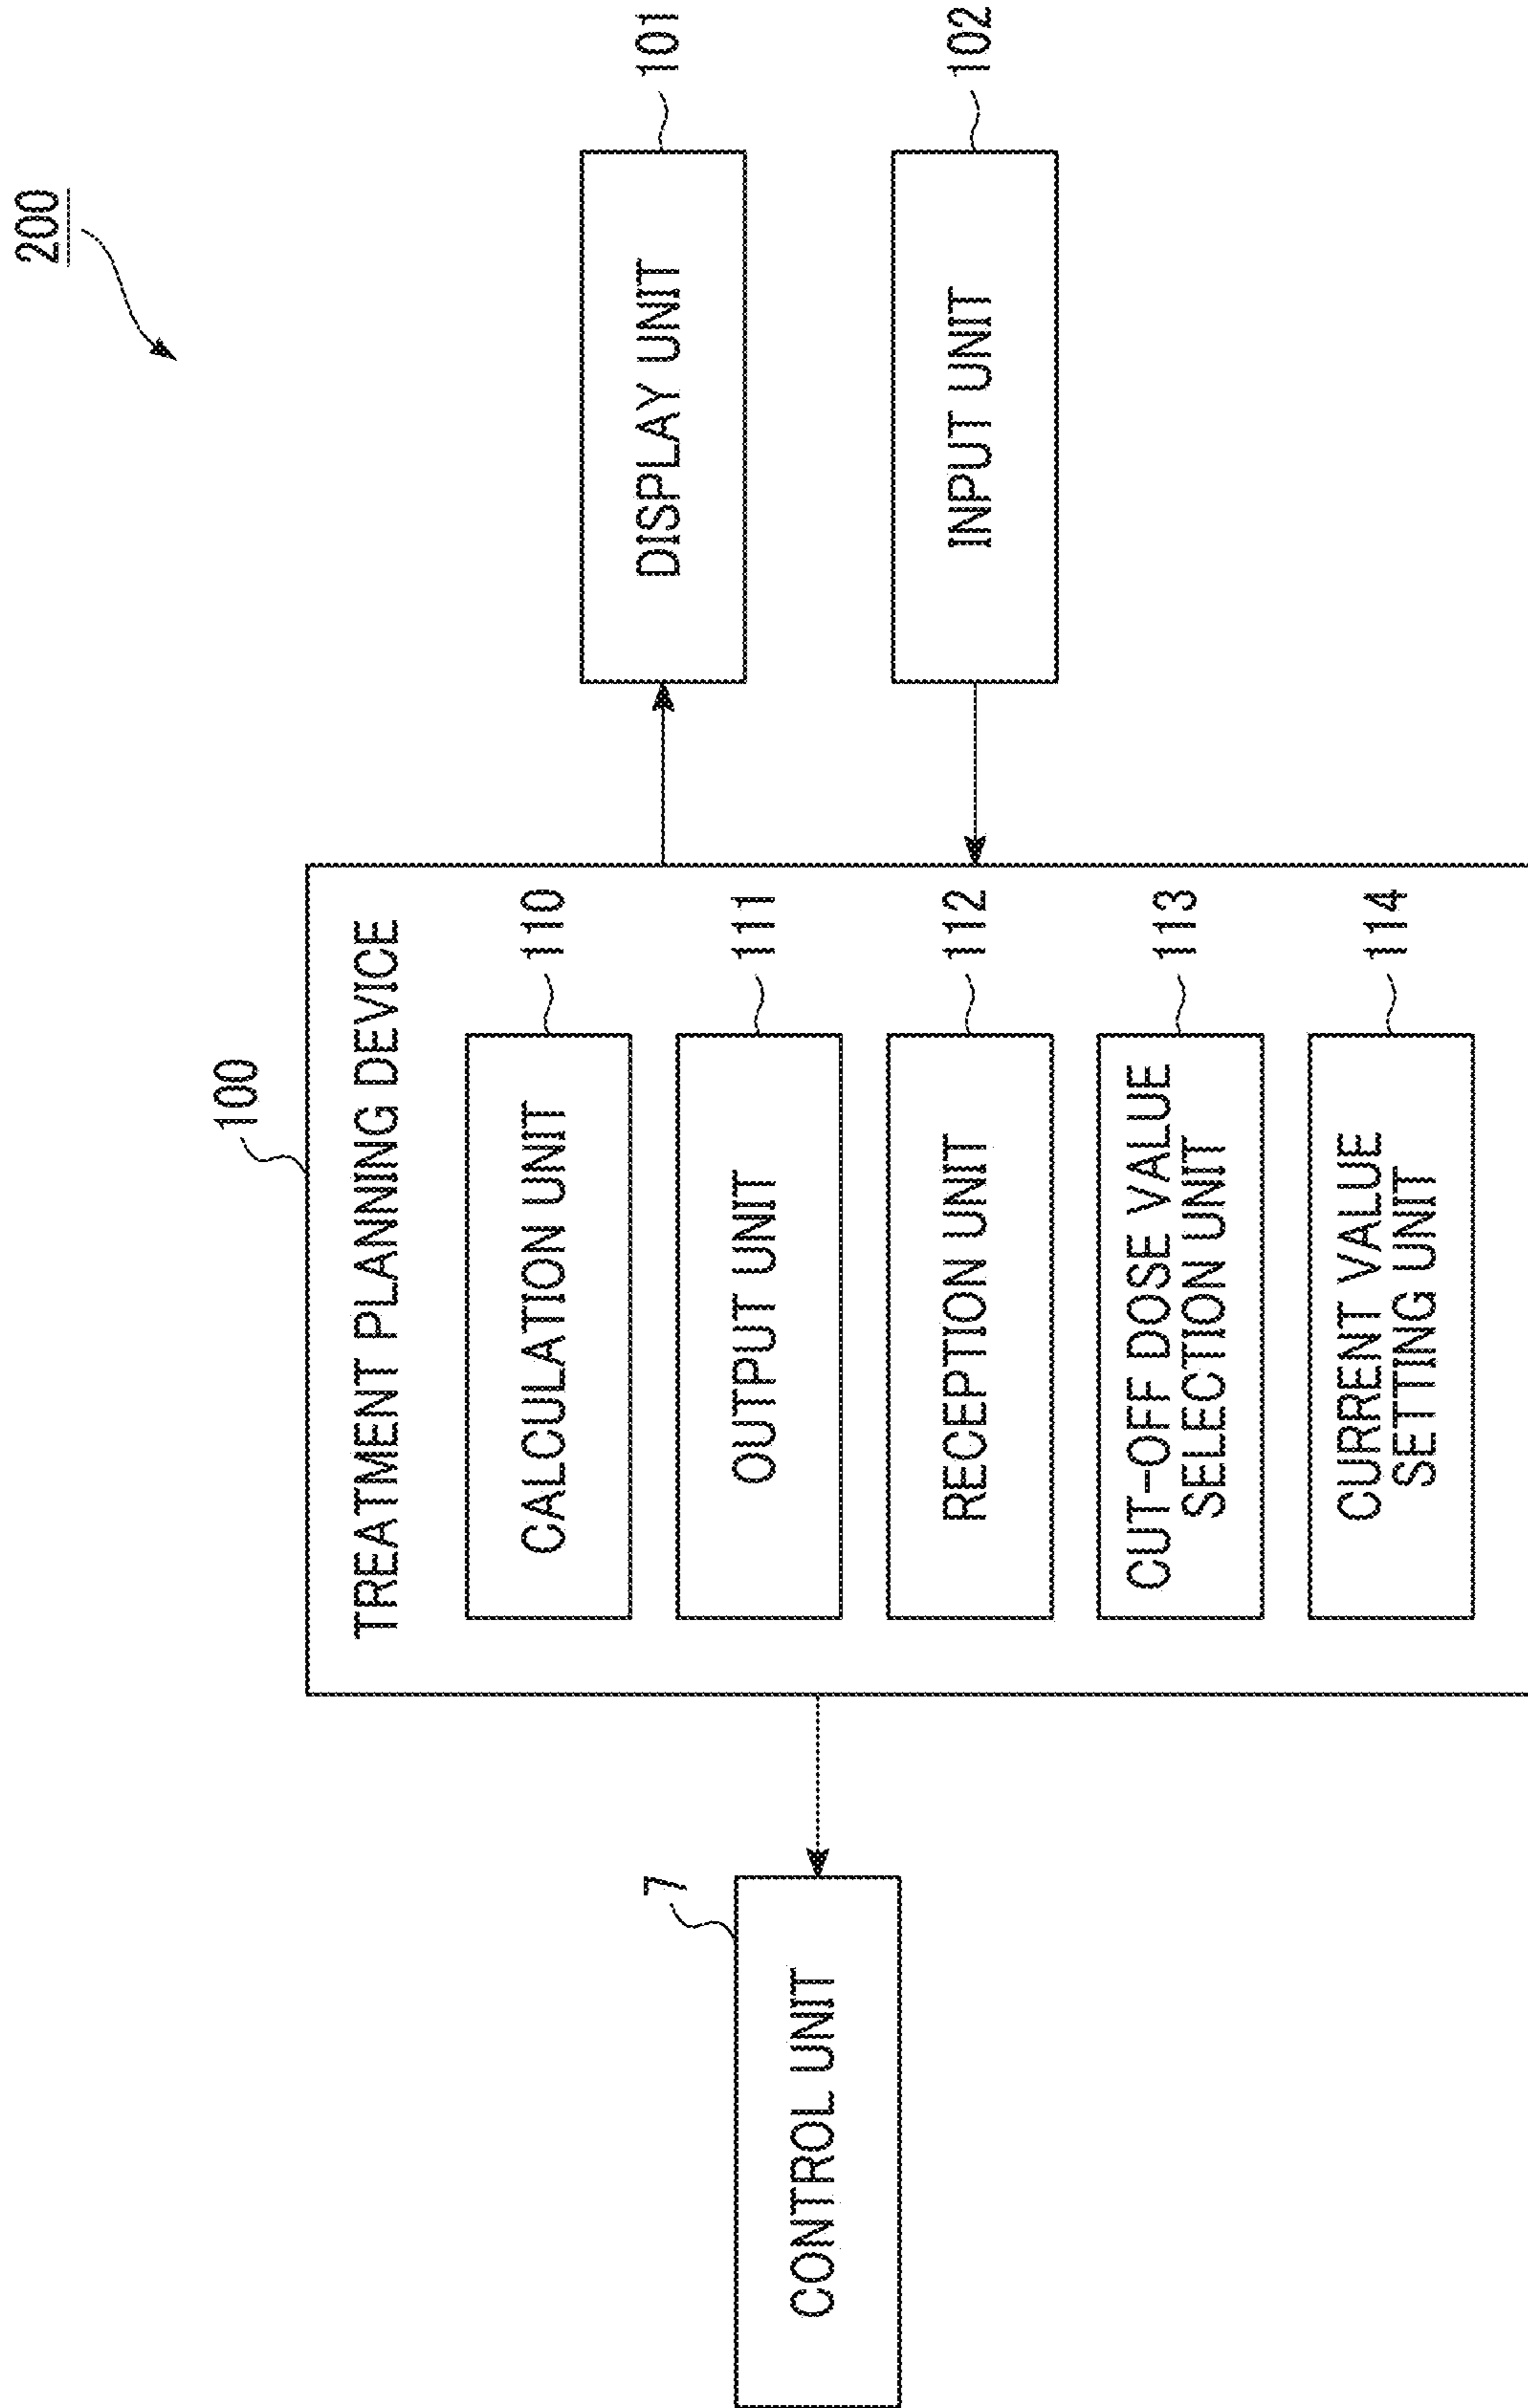 200
100
TREATMENT PLANNING DEVICE
7
CONTROL UNIT
CALCULATION UNIT
110
OUTPUT UNIT
111
RECEPTION UNIT
112
CUT-OFF DOSE VALUE
SELECTION UNIT
113
CURRENT VALUE
SETTING UNIT
114
DISPLAY UNIT
101
INPUT UNIT
102